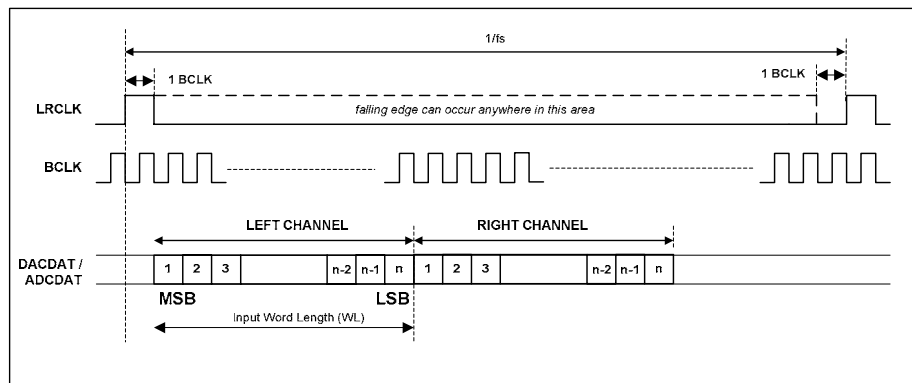 1/fs
1 BCLK
1 BCLK
LRCLK
falling edge can occur anywhere in this area
BCLK
LEFT CHANNEL
RIGHT CHANNEL
DACDAT /
ADCDAT
1 2 3 n-2 n-1 n 1 2 3 n-2 n-1 n
MSB LSB
Input Word Length (WL)